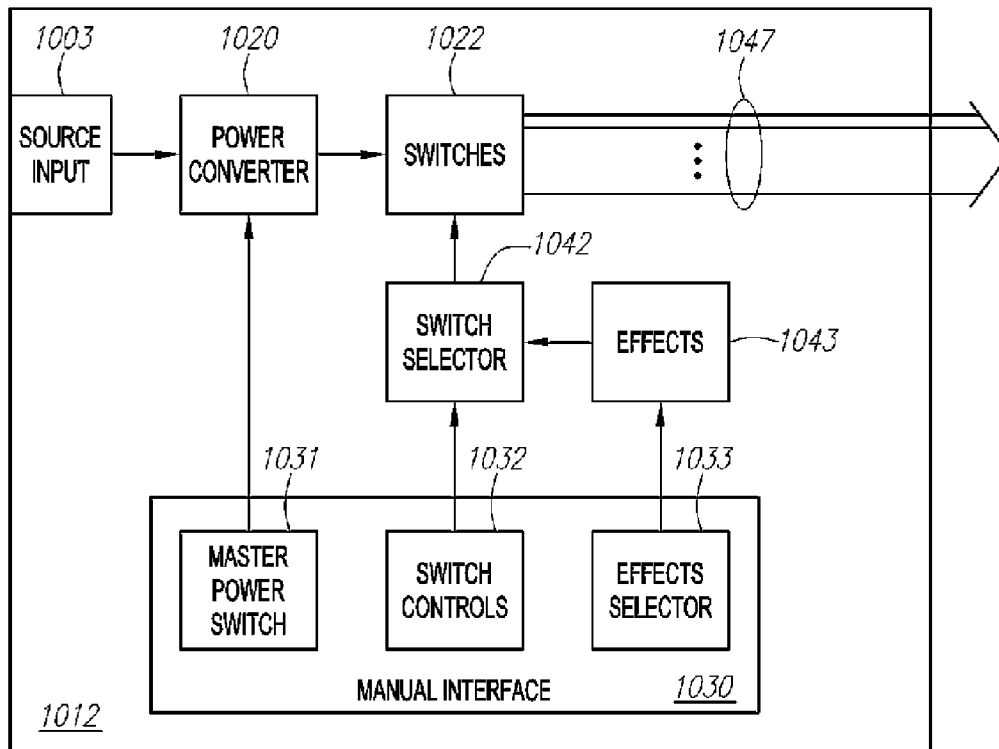 1003
1020
1022
1047
SOURCE
INPUT
POWER
CONVERTER
SWITCHES
1042
SWITCH
SELECTOR
EFFECTS
1043
1031
1032
1033
MASTER
POWER
SWITCH
SWITCH
CONTROLS
EFFECTS
SELECTOR
MANUAL INTERFACE
1030
1012